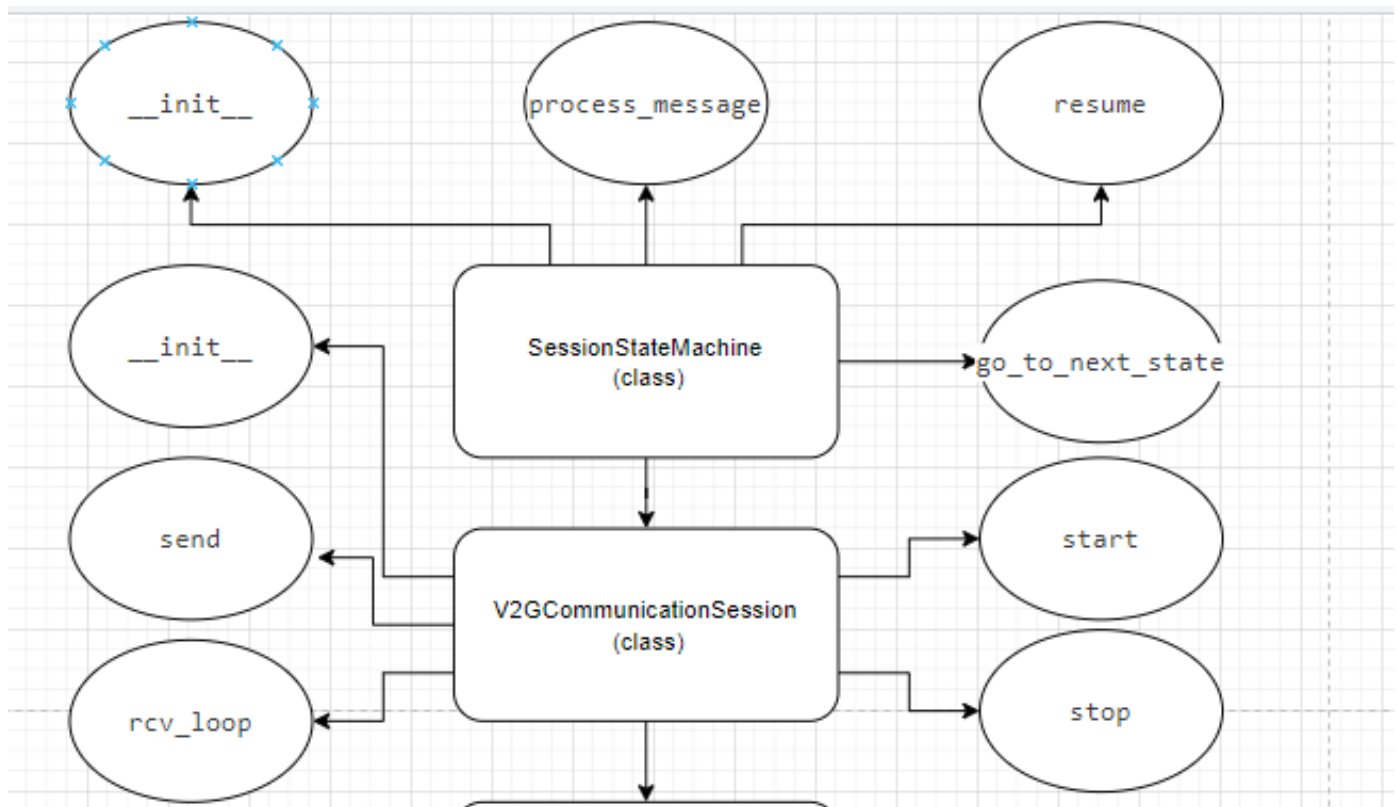 __init__
process_message
resume
__init__
SessionStateMachine
(class)
go_to_next_state
send
start
V2GCommunicationSession
(class)
rcv_loop
stop